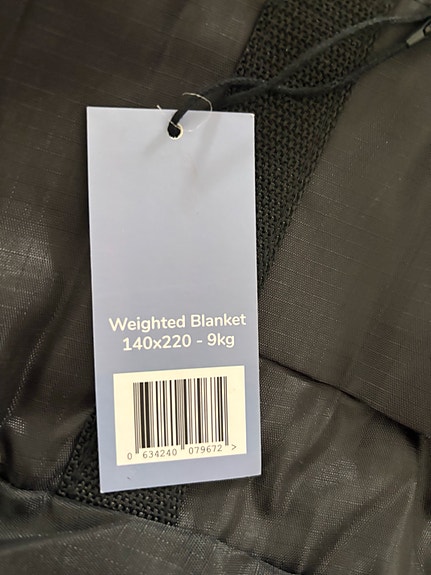 Weighted Blanket
140x220 - 9kg
0 634240 079672 >